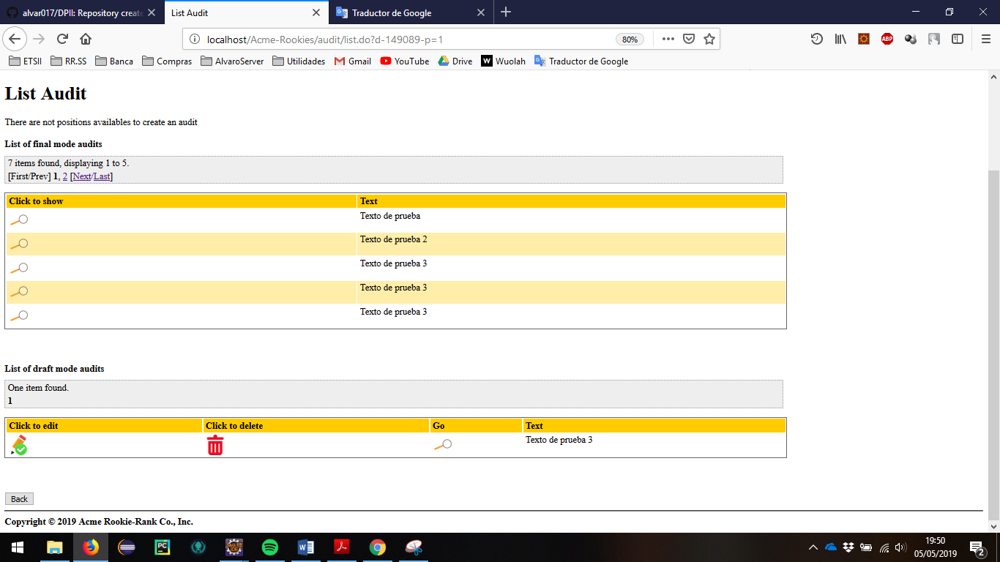 alvar017/DPII: Repository create
List Audit
Traductor de Google
localhost/Acme-Rookies/audit/list.do?d-149089-p=1
80%
ABP
ETSII
RR.SS
Banca
Compras
AlvaroServer
Utilidades
Gmail
YouTube
Drive
W Wuolah
Traductor de Google
List Audit
There are not positions availables to create an audit
List of final mode audits
7 items found, displaying 1 to 5.
[First/Prev] 1, 2 [Next/Last]
Click to show Text
Texto de prueba
Texto de prueba 2
Texto de prueba 3
Texto de prueba 3
Texto de prueba 3
List of draft mode audits
One item found.
1
Click to edit Click to delete Go Text
Texto de prueba 3
Back
Copyright © 2019 Acme Rookie-Rank Co., Inc.
PC
W
19:50
05/05/2019
2